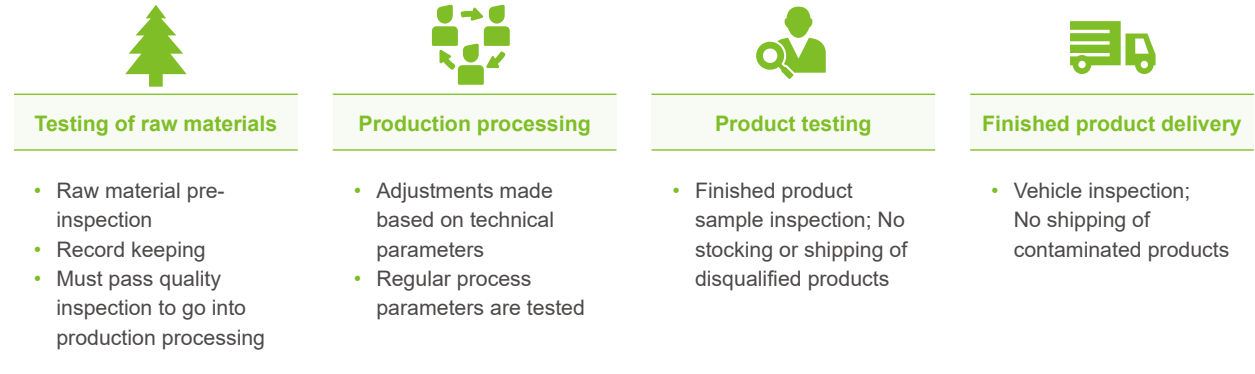 Testing of raw materials
• Raw material pre-
inspection
• Record keeping
• Must pass quality
inspection to go into
production processing
Production processing
• Adjustments made
based on technical
parameters
• Regular process
parameters are tested
Product testing
• Finished product
sample inspection; No
stocking or shipping of
disqualified products
Finished product delivery
• Vehicle inspection;
No shipping of
contaminated products